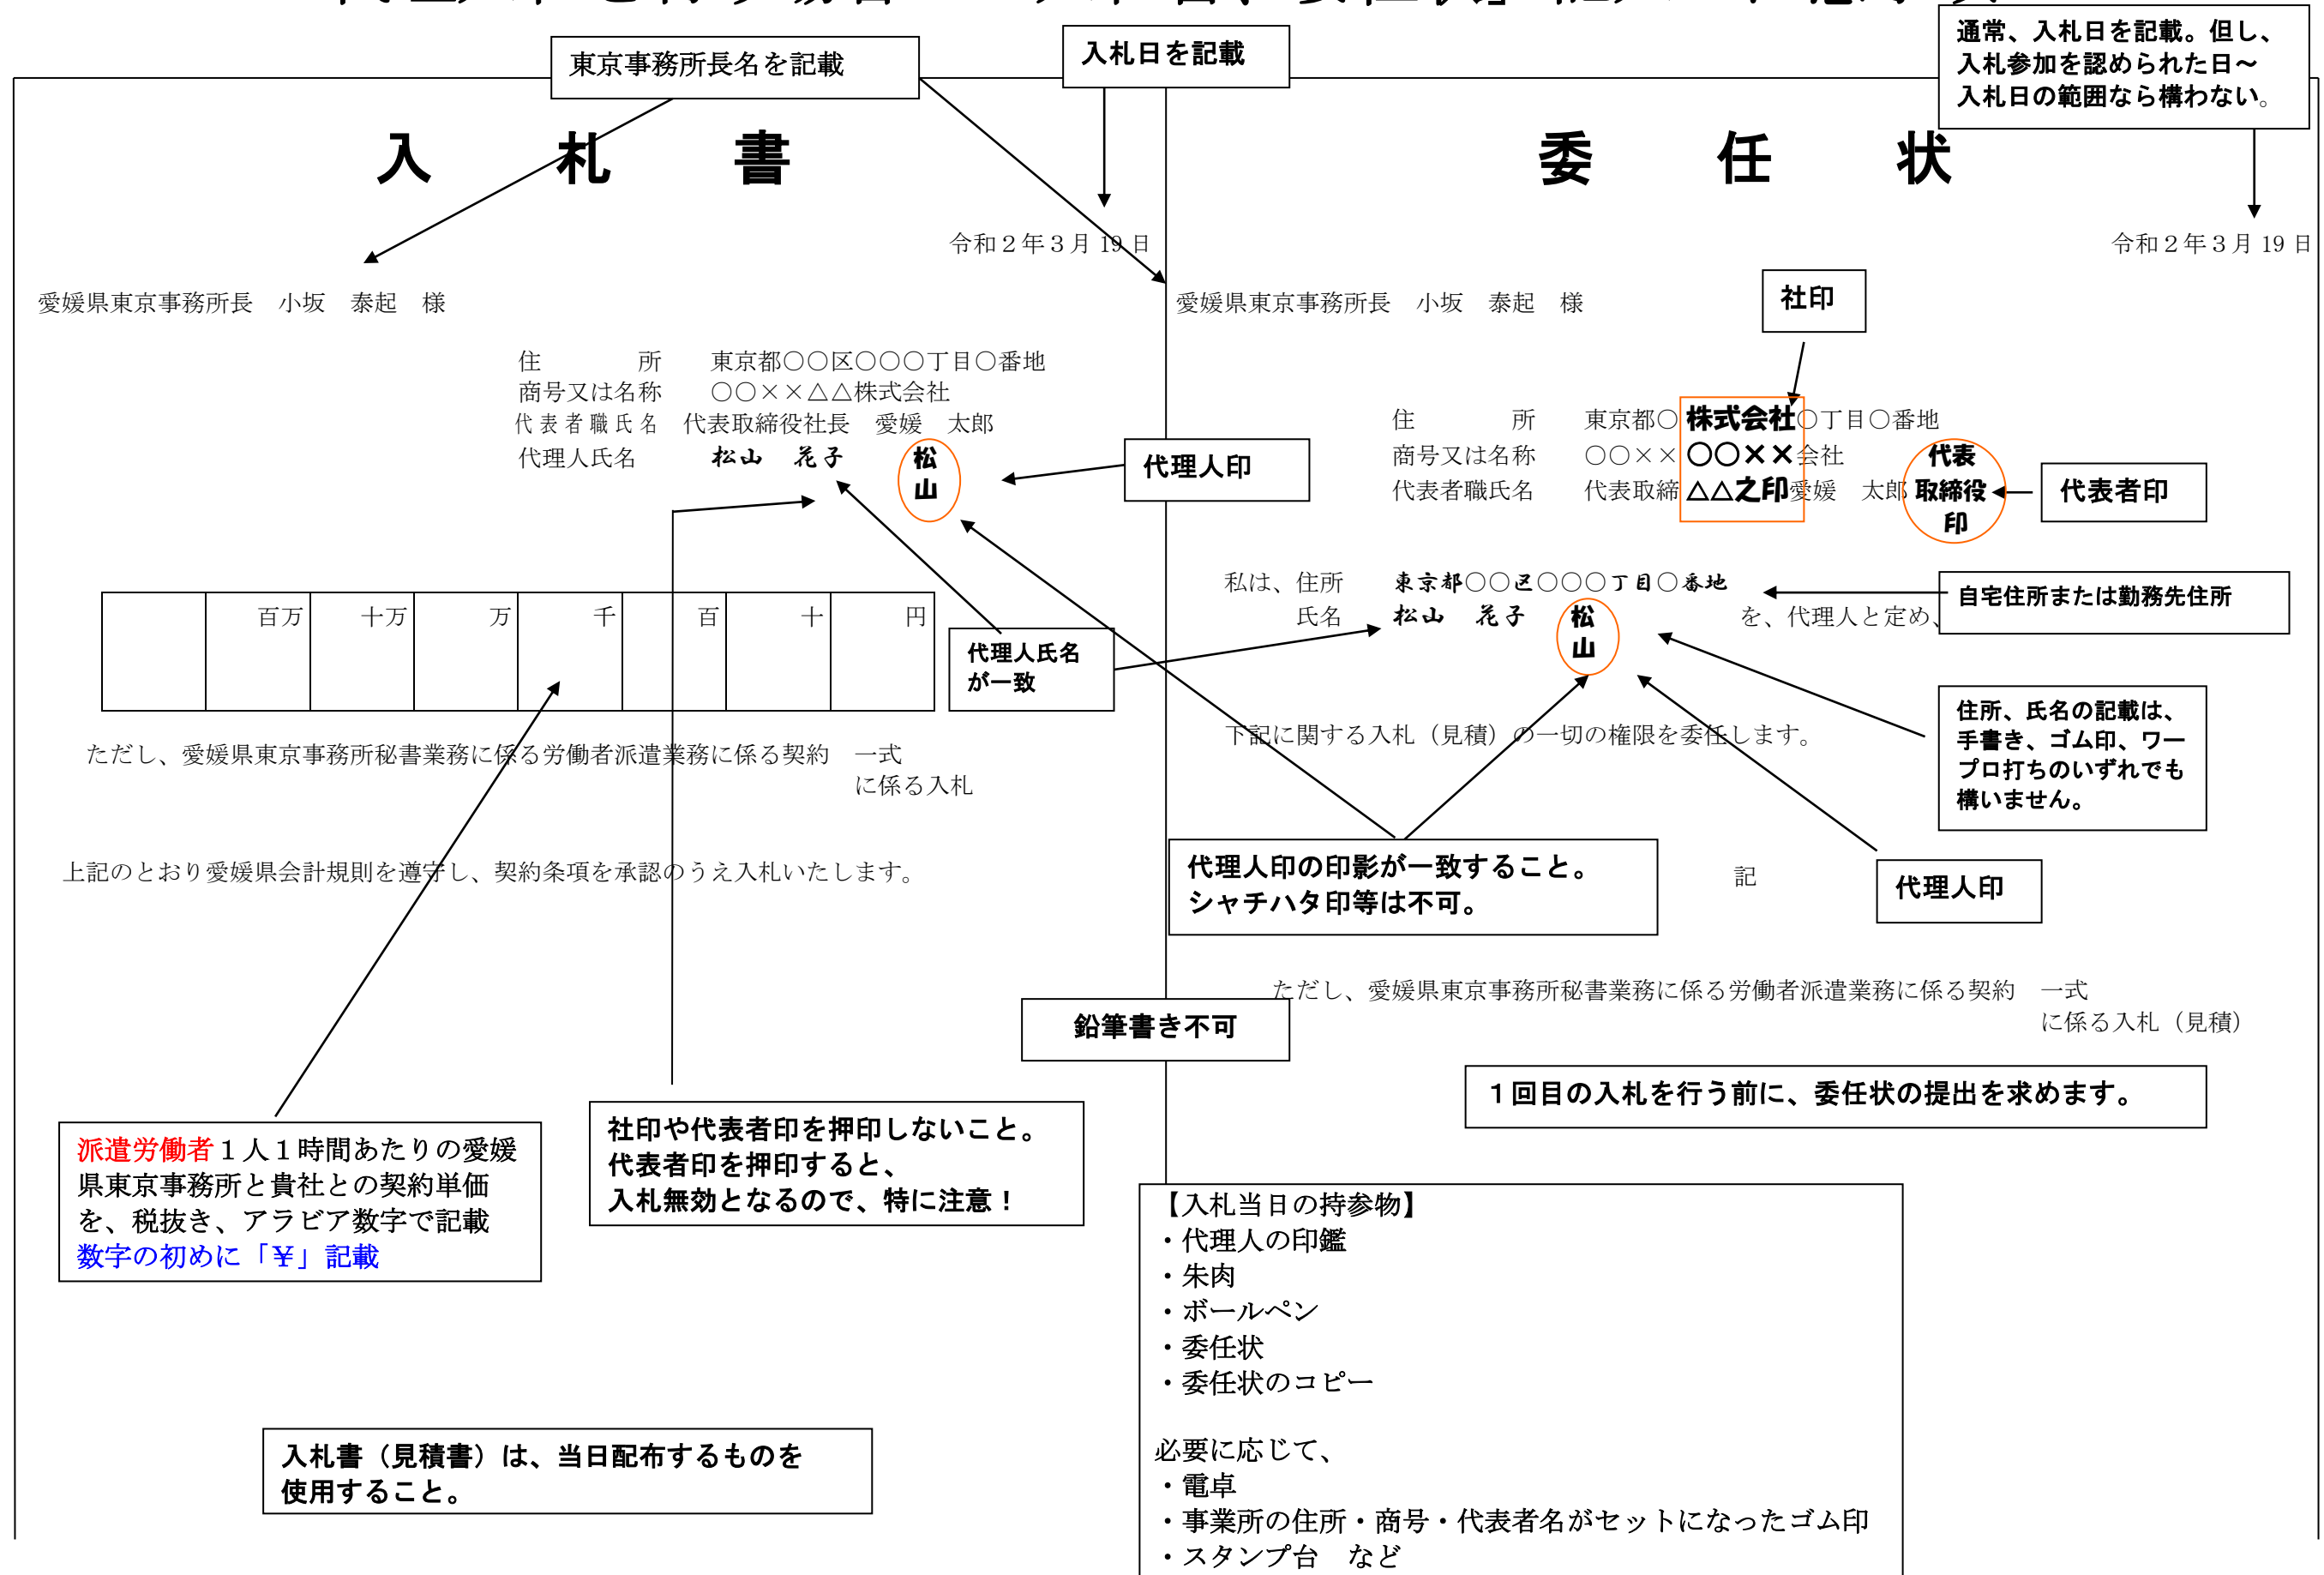 東京事務所長名を記載
入札日を記載
通常、入札日を記載。但し、
入札参加を認められた日～
入札日の範囲なら構わない。
入　札　書
令和２年３月 19 日
愛媛県東京事務所長　小坂　泰起　様
住　　　　所　　東京都〇〇区〇〇〇丁目〇番地
商号又は名称　　〇〇××△△株式会社
代表者職氏名　代表取締役社長　愛媛　太郎
代理人氏名　　　松山　花子
松
山
代理人印
百万　十万　万　千　百　十　円
代理人氏名
が一致
ただし、愛媛県東京事務所秘書業務に係る労働者派遣業務に係る契約　一式
に係る入札
上記のとおり愛媛県会計規則を遵守し、契約条項を承認のうえ入札いたします。
派遣労働者１人１時間あたりの愛媛
県東京事務所と貴社との契約単価
を、税抜き、アラビア数字で記載
数字の初めに「￥」記載
社印や代表者印を押印しないこと。
代表者印を押印すると、
入札無効となるので、特に注意！
入札書（見積書）は、当日配布するものを
使用すること。
鉛筆書き不可
委　任　状
令和２年３月 19 日
愛媛県東京事務所長　小坂　泰起　様
社印
住　　　　所　　東京都〇　〇丁目〇番地
商号又は名称　　〇〇××　会社
代表者職氏名　　代表取締　愛媛　太郎
株式会社
〇〇××
△△之印
代表
取締役
印
代表者印
私は、住所　　東京都〇〇区〇〇〇丁目〇番地
氏名　　松山　花子　　を、代理人と定め、
松
山
自宅住所または勤務先住所
住所、氏名の記載は、
手書き、ゴム印、ワー
プロ打ちのいずれでも
構いません。
下記に関する入札（見積）の一切の権限を委任します。
代理人印の印影が一致すること。
シャチハタ印等は不可。
記
代理人印
ただし、愛媛県東京事務所秘書業務に係る労働者派遣業務に係る契約　一式
に係る入札（見積）
１回目の入札を行う前に、委任状の提出を求めます。
【入札当日の持参物】
・代理人の印鑑
・朱肉
・ボールペン
・委任状
・委任状のコピー
必要に応じて、
・電卓
・事業所の住所・商号・代表者名がセットになったゴム印
・スタンプ台　など